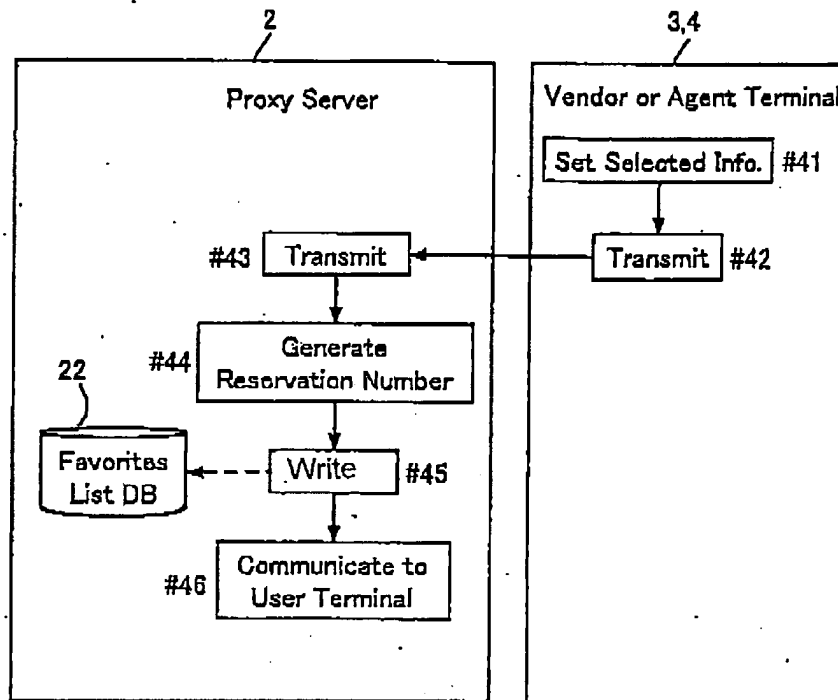 2
3,4
Proxy Server
Vendor or Agent Terminal
Set Selected Info. #41
#43 Transmit
Transmit #42
#44 Generate
Reservation Number
22
Favorites
List DB
Write #45
#46 Communicate to
User Terminal